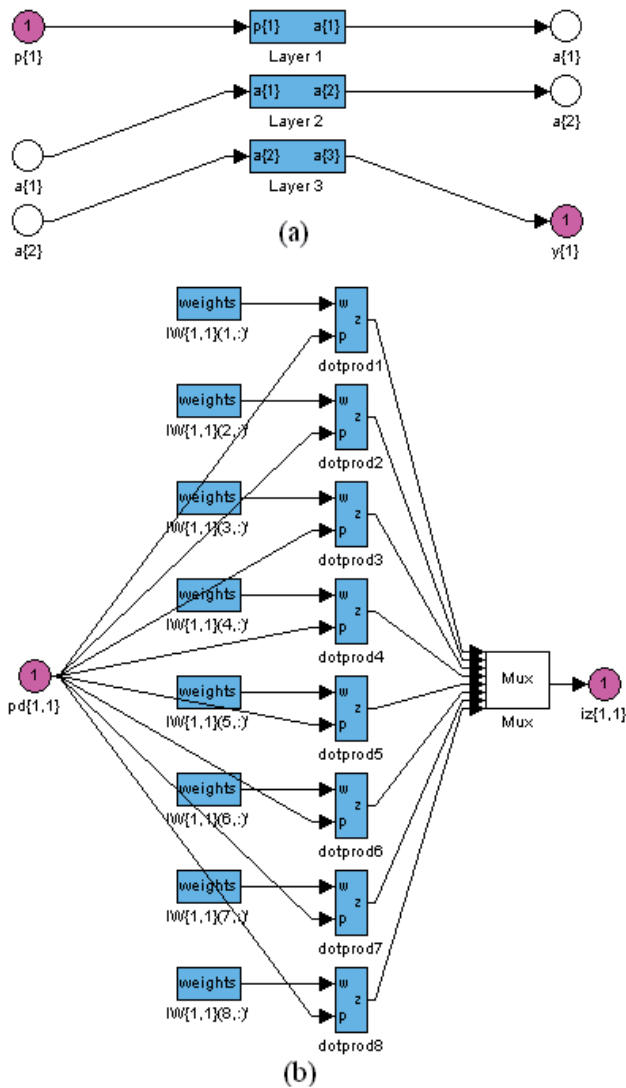 1
p{1} a{1}
p{1}
Layer 1
a{1}
a{1} a{2}
Layer 2
a{2}
a{1}
a{2} a{3}
Layer 3
a{2}
1
y{1}
(a)
weights
IW{1,1}(1,:)'
w
p
z
dotprod1
weights
IW{1,1}(2,:)'
w
p
z
dotprod2
weights
IW{1,1}(3,:)'
w
p
z
dotprod3
weights
IW{1,1}(4,:)'
w
p
z
dotprod4
1
pd{1,1}
weights
IW{1,1}(5,:)'
w
p
z
dotprod5
Mux
Mux
1
iz{1,1}
weights
IW{1,1}(6,:)'
w
p
z
dotprod6
weights
IW{1,1}(7,:)'
w
p
z
dotprod7
weights
IW{1,1}(8,:)'
w
p
z
dotprod8
(b)